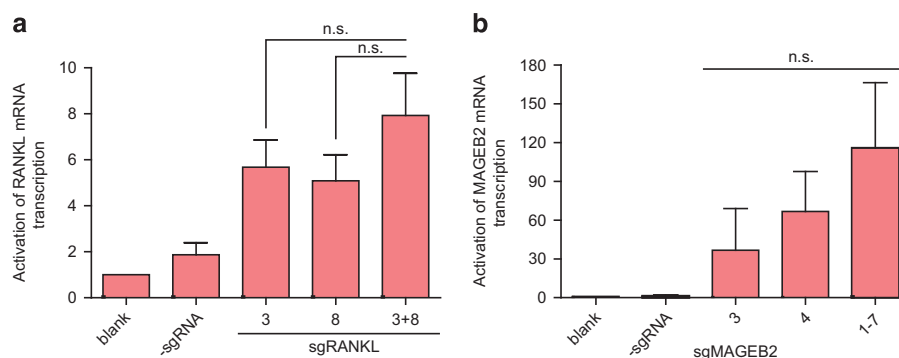 a
n.s.
n.s.
Activation of RANKL mRNA
transcription
10
8
6
4
2
0
blank
-sgRNA
3
8
3+8
sgRANKL
b
n.s.
Activation of MAGEB2 mRNA
transcription
180
150
120
90
60
30
0
blank
-sgRNA
3
4
1-7
sgMAGEB2